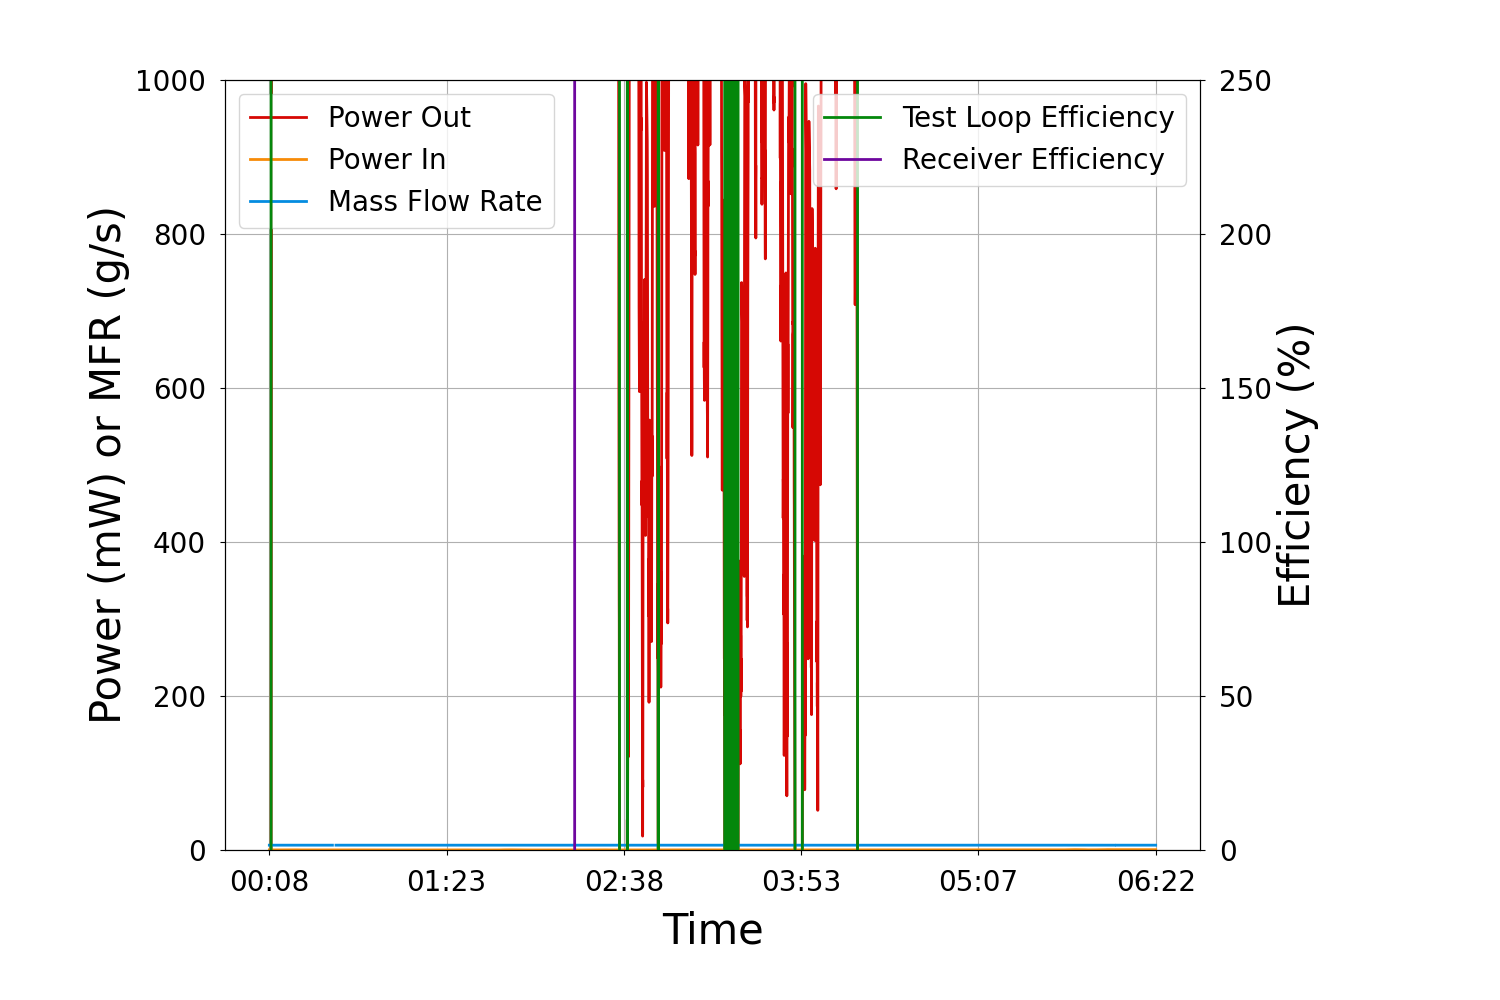 Power (mW) or MFR (g/s)
1000
800
600
400
200
0
Power Out
Power In
Mass Flow Rate
Test Loop Efficiency
Receiver Efficiency
250
200
150
100
50
0
Efficiency (%)
00:08 01:23 02:38 03:53 05:07 06:22
Time